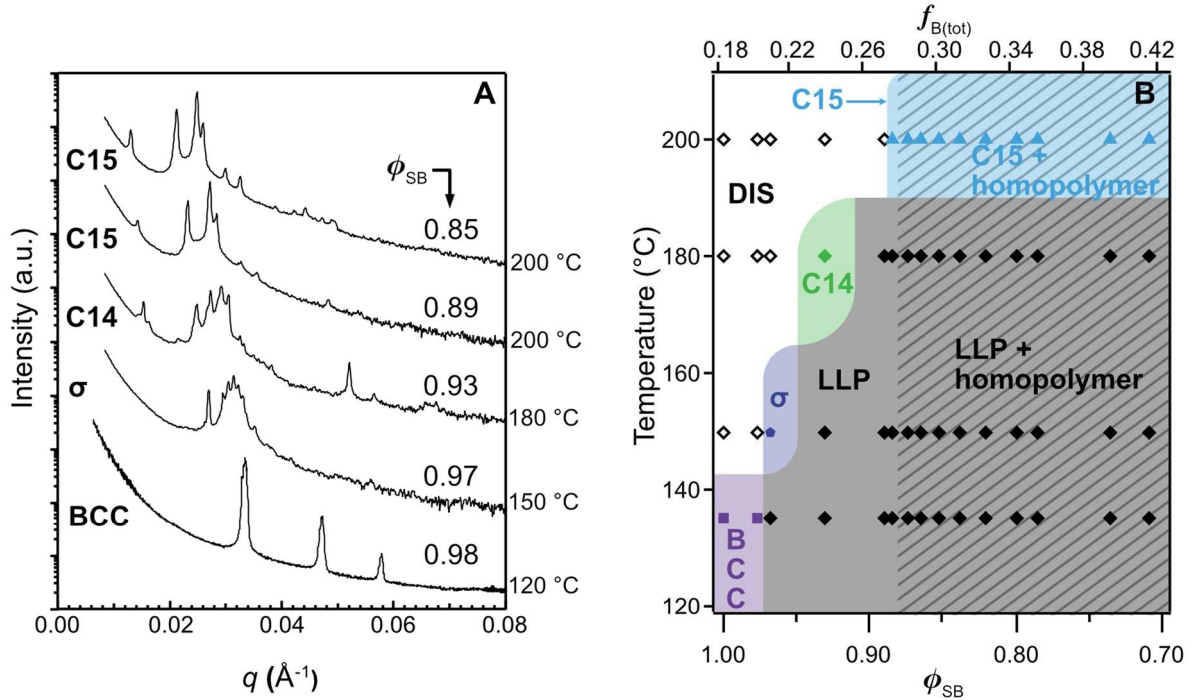 A
Intensity (a.u.)
C15
C15
C14
σ
BCC
ϕSB
0.85
0.89
0.93
0.97
0.98
200 °C
200 °C
180 °C
150 °C
120 °C
0.00 0.02 0.04 0.06 0.08
q (Å-1)
fB(tot)
0.18 0.22 0.26 0.30 0.34 0.38 0.42
B
Temperature (°C)
200
180
160
140
120
C15
C15 +
homopolymer
DIS
C14
σ
LLP
LLP +
homopolymer
B
C
C
1.00 0.90 0.80 0.70
ϕSB